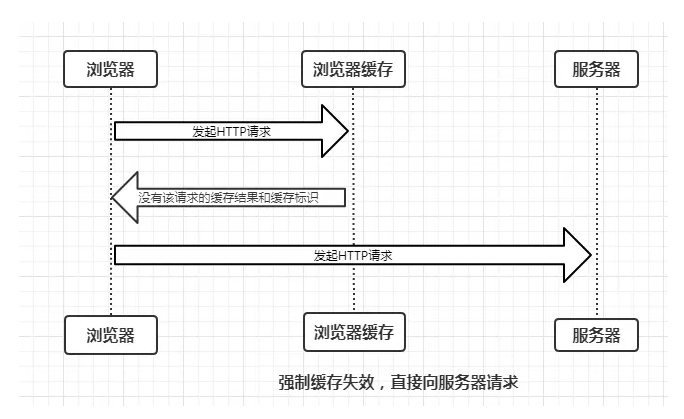 浏览器
浏览器缓存
服务器
发起HTTP请求
没有该请求的缓存结果和缓存标识
发起HTTP请求
浏览器
浏览器缓存
服务器
强制缓存失效，直接向服务器请求